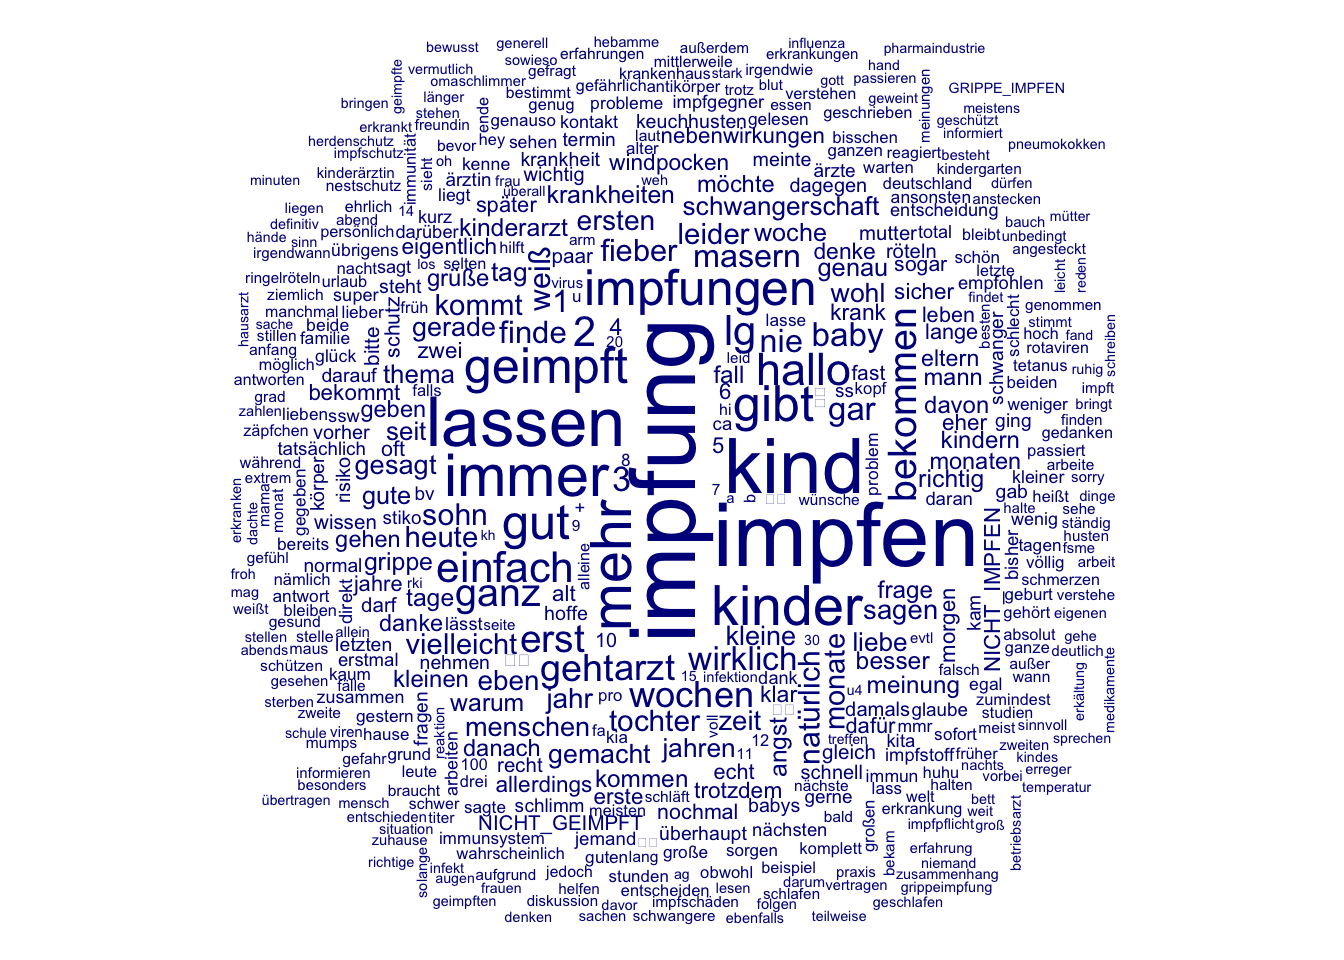 bewusst generell hebamme außerdem influenza pharmaindustrie
sowieso erfahrungen mittlerweile erkrankungen
vermutlich gefragt krankenhaus stark irgendwie gott hand passieren
geimpfte omaschlimmer bestimmt gefährlich antikörper trotz blut verstehen GRIPPE_IMPFEN
bringen länger genug probleme impfgegner essen geweint meinungen meistens
stehen ende genauso kontakt keuchhusten gelesen geschrieben geschützt
erkrankt freundin hey sehen termin laut nebenwirkungen bisschen informiert
herdenschutz immunität bevor alter ganzen reagiert besteht pneumokokken
impfschutz sieht oh kenne krankheit windpocken meinte ärzte warten kindergarten
kinderärztin ärztin frau wichtig weh möchte dagegen deutschland dürfen
minuten nestschutz liegt überall krankheiten ansonsten anstecken
liegen ehrlich 14 kurz später ersten schwangerschaft entscheidung bauch mütter
definitiv abend persönlich darüber kinderarzt leider woche mutter total bleibt unbedingt
hände sinn eigentlich hilft arm fieber masern denke röteln schön angesteckt
irgendwann übrigens weiß paar genau sogar letzte leicht reden
nacht sagt los selten grüße tag virus impfungen wohl sicher empfohlen
ringelröteln urlaub steht u krank findet genommen
ziemlich super früh kommt 1 lg lasse leben besten schlecht
hausarzt manchmal lieber schutz gerade finde 2 4 nie baby lange stimmt schreiben
sache beide bitte 20 hoch fand
stillen familie zwei leid eltern schwanger rotaviren
anfang glück geimpft fall hallo fast tetanus ruhig
möglich darauf thema mann beiden impft
antworten bekommt falls 6 ss kopf bekommen
grad hi gibt gar davon weniger bringt
zahlen lieben ssw geben lassen ca eher ging finden
zäpfchen vorher seit impfung kindern gedanken
tatsächlich oft 5 problem passiert
während körper risiko gesagt immer 8 3 kind monaten arbeite
extrem richtig kleiner sorry
erkranken dachte mama monat gegeben gute bv 7 a b wünsche daran gab heißt dinge
wissen stiko sohn + mehr halte sehe
gehen heute kh gut 9 impfen NICHT_IMPFEN wenig ständig
bereits bisher husten
gefühl normal grippe einfach alleine tagen fsme
froh nämlich jahre rki völlig arbeit
mag antwort direkt darf tage ganz alt kinder frage morgen schmerzen
weißt bleiben hoffe sagen kam geburt verstehe
gesund danke lässt seite gehört eigenen
stellen stelle allein vielleicht erst 10 kleine 30 liebe evtl absolut gehe
abends maus letzten ganze deutlich
schützen erstmal nehmen geht arzt wirklich monate besser falsch außer
gesehen kaum kleinen eben 15 infektion dank natürlich wann
sterben fälle zusammen warum jahr pro wochen klar u4 meinung egal zumindest erkältung medikamente
zweite gestern fragen menschen tochter zeit angst damals glaube studien
schule viren hause fa kia voll dafür mmr sofort meist sinnvoll
mumps reaktion danach gemacht jahren 12 treffen kita zweiten sprechen
gefahr grund recht 11 gleich impfstoff früher kindes
informieren leute arbeiten 100 echt schnell immun huhu nachts vorbei erreger
besonders braucht drei allerdings kommen nächste lass halten temperatur
übertragen mensch schwer erste schläft trotzdem gerne welt bett
entschieden titer sagte schlimm meisten nochmal babys bald großen erkrankung weit
situation NICHT_GEIMPFT überhaupt nächsten impfpflicht groß betriebsarzt
zuhause immunsystem jemand
richtige solange wahrscheinlich guten lang große sorgen komplett bekam erfahrung
infekt niemand
augen aufgrund jedoch stunden ag obwohl beispiel praxis zusammenhang
frauen helfen entscheiden lesen darum vertragen grippeimpfung
geimpften diskussion davor impfschäden schlafen geschlafen
denken sachen schwangere folgen ebenfalls teilweise